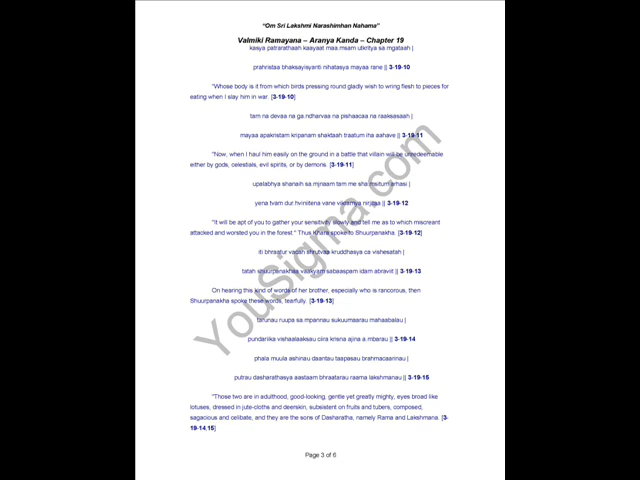 "Om Sri Lakshmi Narashimhan Nahama"
Valmiki Ramayana – Aranya Kanda – Chapter 19
kasya patrarathaah kaayaat maa msam utkritya sa mgataah |
prahristaa bhaksayisyanti nihatasya mayaa rane || 3-19-10
"Whose body is it from which birds pressing round gladly wish to wring flesh to pieces for
eating when I slay him in war. [3-19-10]
tam na devaa na ga.ndharvaa na pishaacaa na raaksasaah |
mayaa apakristam kripanam shaktaah traatum iha aahave || 3-19-11
"Now, when I haul him easily on the ground in a battle that villain will be unredeemable
either by gods, celestials, evil spirits, or by demons. [3-19-11]
upalabhya shanaih sa mjnaam tam me sha msitum arhasi |
yena tvam dur hviniitena vane vikramya nirjitaa || 3-19-12
"It will be apt of you to gather your sensitivity slowly and tell me as to which miscreant
attacked and worsted you in the forest." Thus Khara spoke to Shuurpanakha. [3-19-12]
iti bhraatur vacah shrutvaa kruddhasya ca vishesatah |
tatah shuurpanakhaa vaakyam sabaaspam idam abraviit || 3-19-13
On hearing this kind of words of her brother, especially who is rancorous, then
Shuurpanakha spoke these words, tearfully. [3-19-13]
tarunau ruupa sa mpannau sukuumaarau mahaabalau |
pundariika vishaalaaksau ciira krisna ajina a mbarau || 3-19-14
phala muula ashinau daantau taapasau brahmacaarinau |
putrau dasharathasya aastaam bhraatarau raama lakshmanau || 3-19-15
"Those two are in adulthood, good-looking, gentle yet greatly mighty, eyes broad like
lotuses, dressed in jute-cloths and deerskin, subsistent on fruits and tubers, composed,
sagacious and celibate, and they are the sons of Dasharatha, namely Rama and Lakshmana. [3-
19-14,15]
YouSigma.com
Page 3 of 6